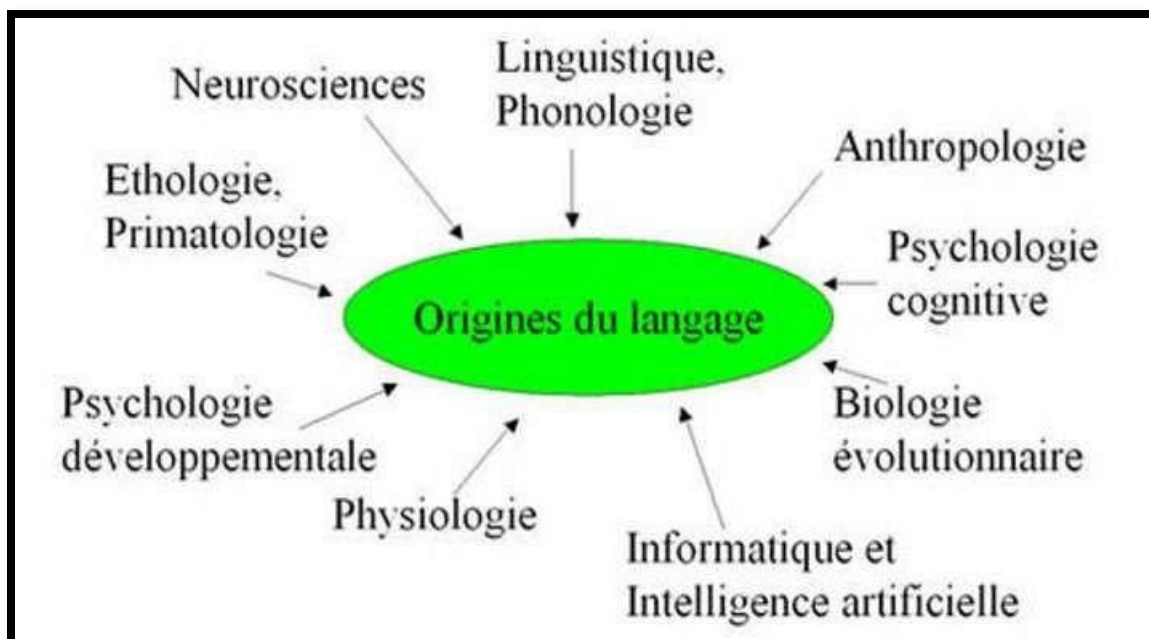 Neurosciences
Linguistique,
Phonologie
Anthropologie
Ethologie,
Primatologie
Psychologie
cognitive
Origines du langage
Psychologie
développementale
Biologie
évolutionnaire
Physiologie
Informatique et
Intelligence artificielle